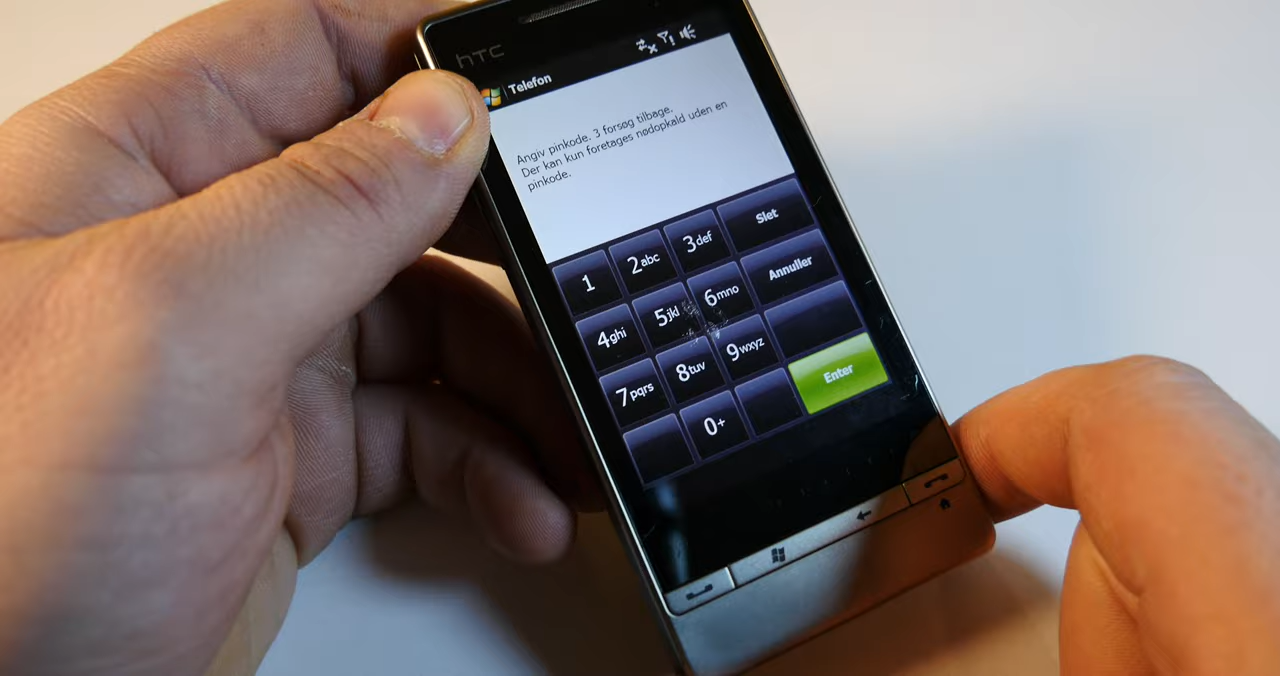 hTC
Telefon
Angiv pinkode. 3 forsøg tilbage.
Der kan kun foretages nødopkald uden en
pinkode.
1 2abc 3def Slet
4ghi 5jkl 6mno Annuller
7pqrs 8tuv 9wxyz
0+ Enter